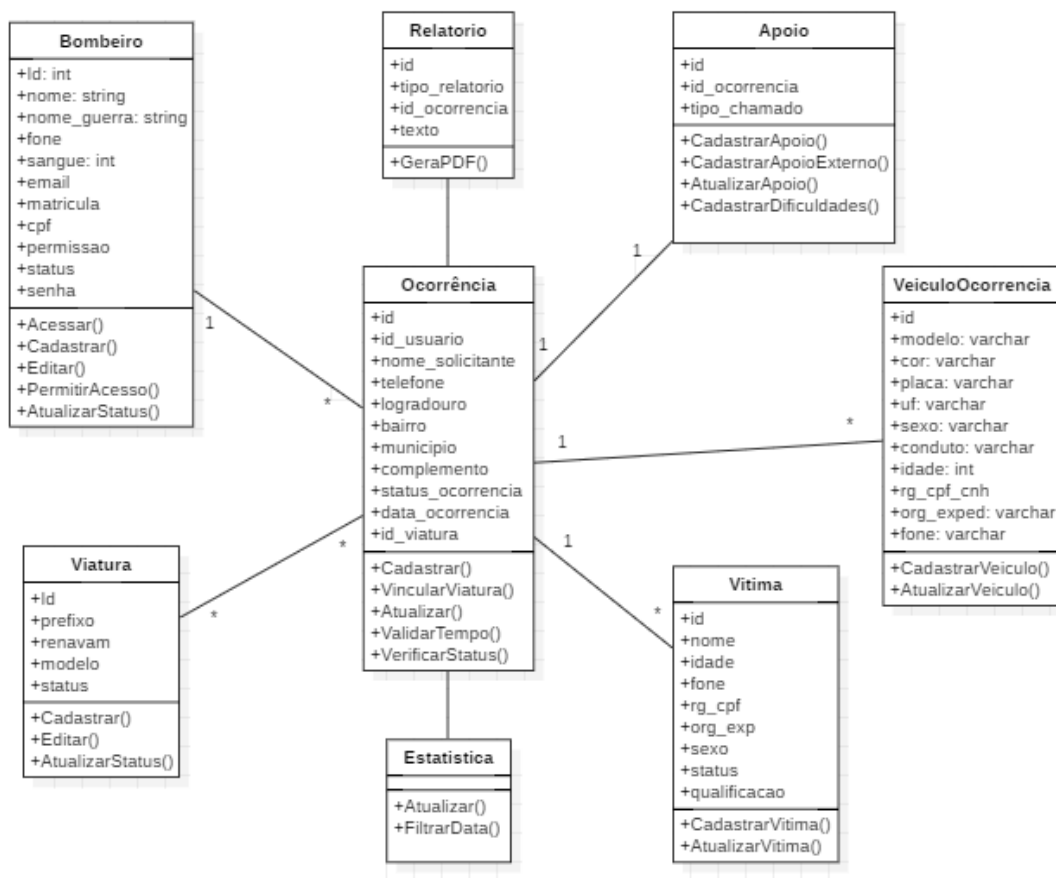 Bombeiro
+Id: int
+nome: string
+nome_guerra: string
+fone
+sangue: int
+email
+matricula
+cpf
+permissao
+status
+senha
+Acessar()
+Cadastrar()
+Editar()
+PermitirAcesso()
+AtualizarStatus()
Relatorio
+id
+tipo_relatorio
+id_ocorrencia
+texto
+GeraPDF()
Apoio
+id
+id_ocorrencia
+tipo_chamado
+CadastrarApoio()
+CadastrarApoioExterno()
+AtualizarApoio()
+CadastrarDificuldades()
1
*
1
1
Ocorrência
+id
+id_usuario
+nome_solicitante
+telefone
+logradouro
+bairro
+municipio
+complemento
+status_ocorrencia
+data_ocorrencia
+id_viatura
+Cadastrar()
+VincularViatura()
+Atualizar()
+ValidarTempo()
+VerificarStatus()
1
*
VeiculoOcorrencia
+id
+modelo: varchar
+cor: varchar
+placa: varchar
+uf: varchar
+sexo: varchar
+conduto: varchar
+idade: int
+rg_cpf_cnh
+org_exped: varchar
+fone: varchar
+CadastrarVeiculo()
+AtualizarVeiculo()
*
*
1
*
Viatura
+Id
+prefixo
+renavam
+modelo
+status
+Cadastrar()
+Editar()
+AtualizarStatus()
Estatistica
+Atualizar()
+FiltrarData()
Vitima
+id
+nome
+idade
+fone
+rg_cpf
+org_exp
+sexo
+status
+qualificacao
+CadastrarVitima()
+AtualizarVitima()